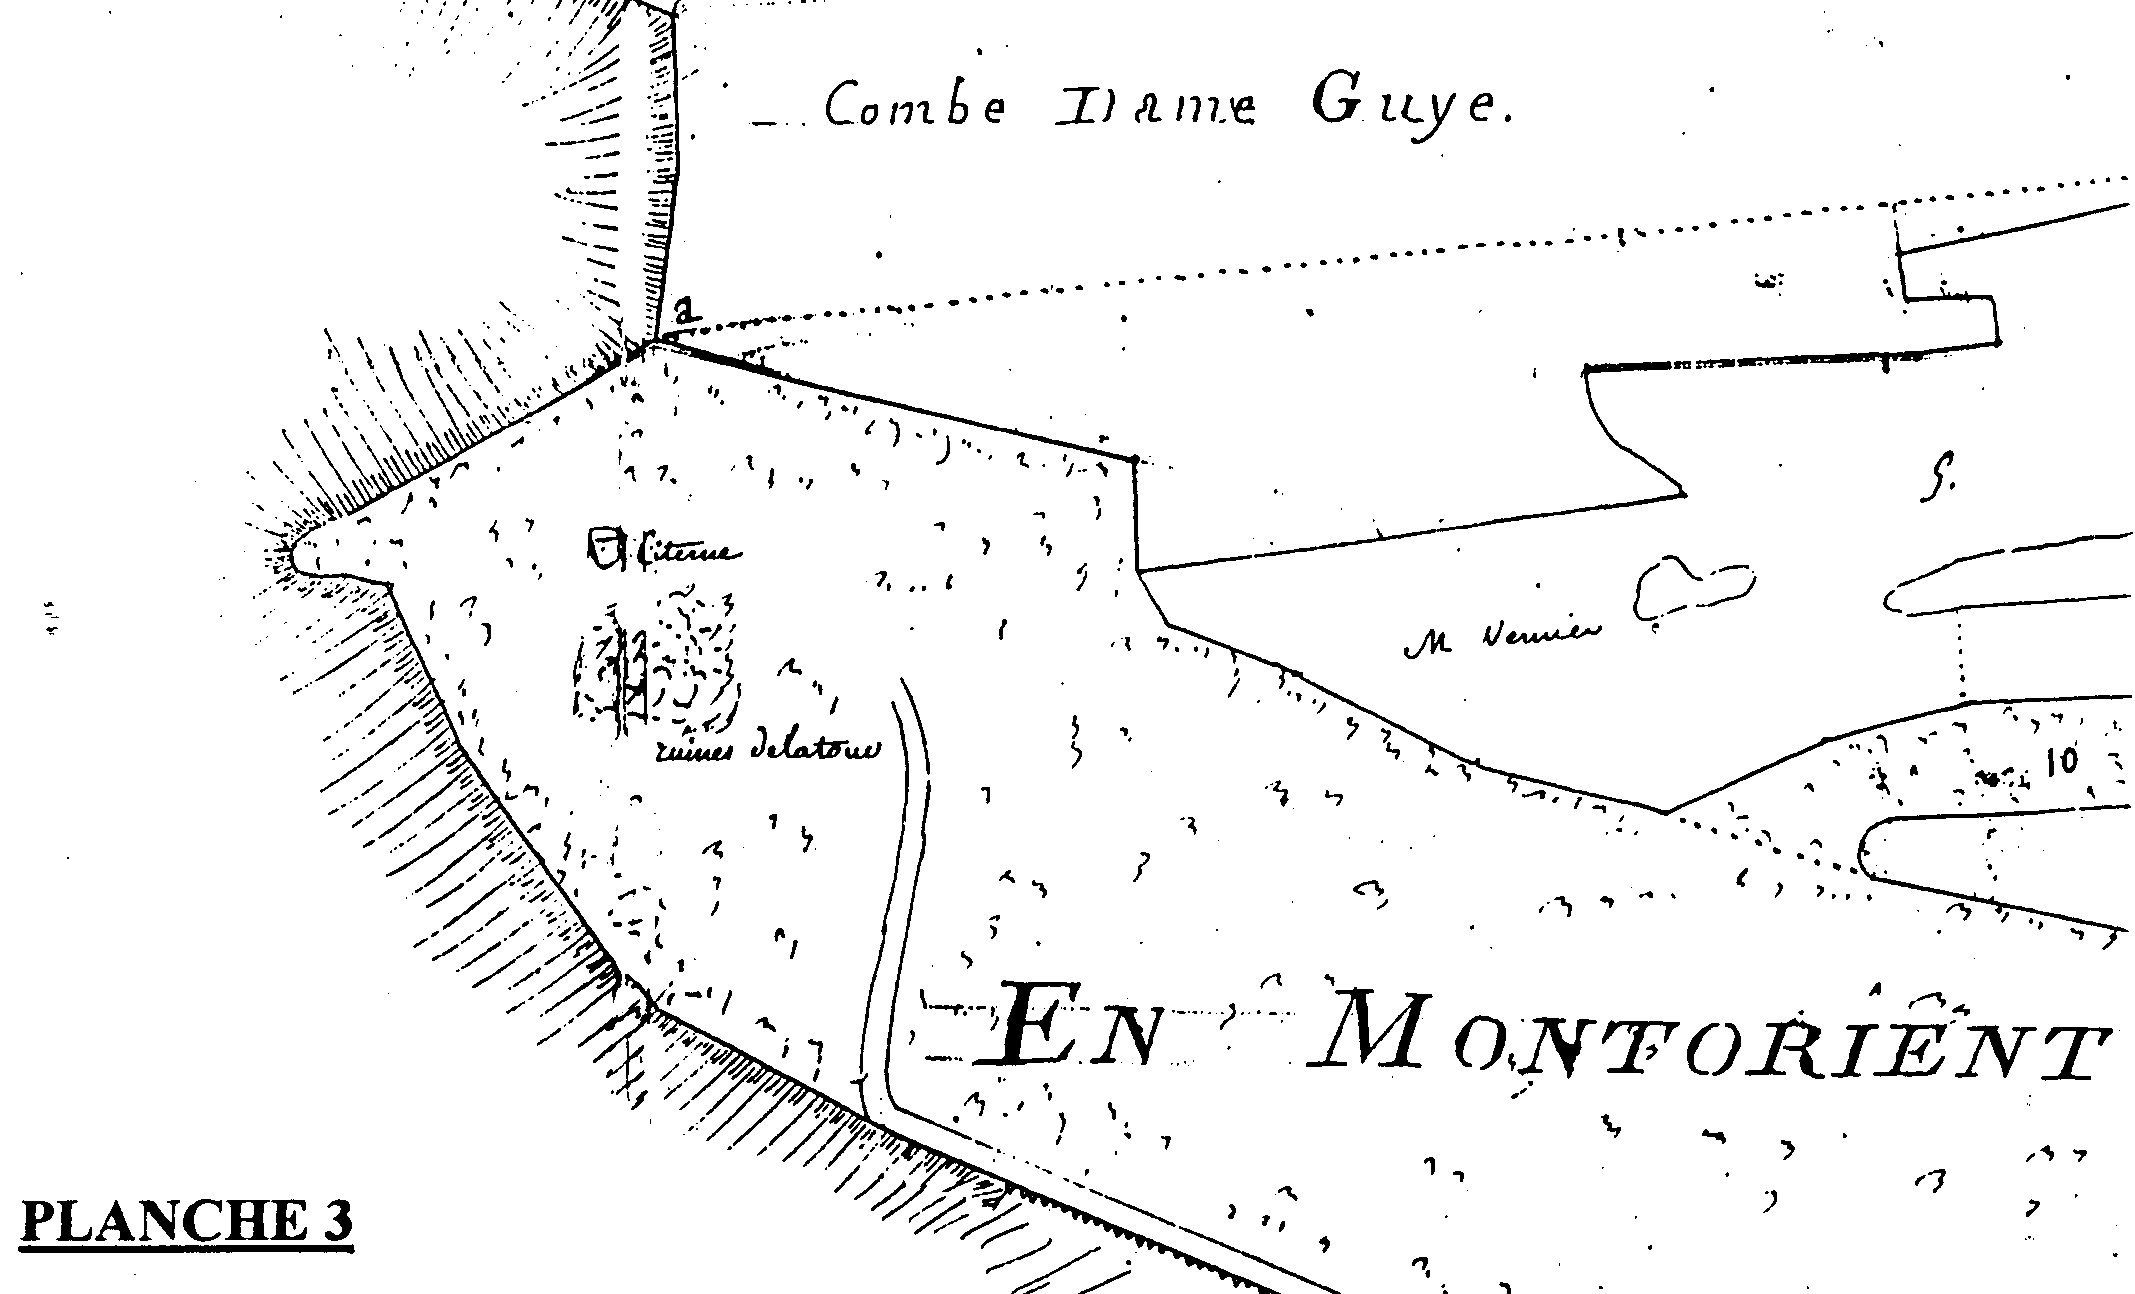 Combe Dame Guye.
a
G.
Citerne
M Vernier
ruines delatour
10
EN MONTORIENT
PLANCHE 3